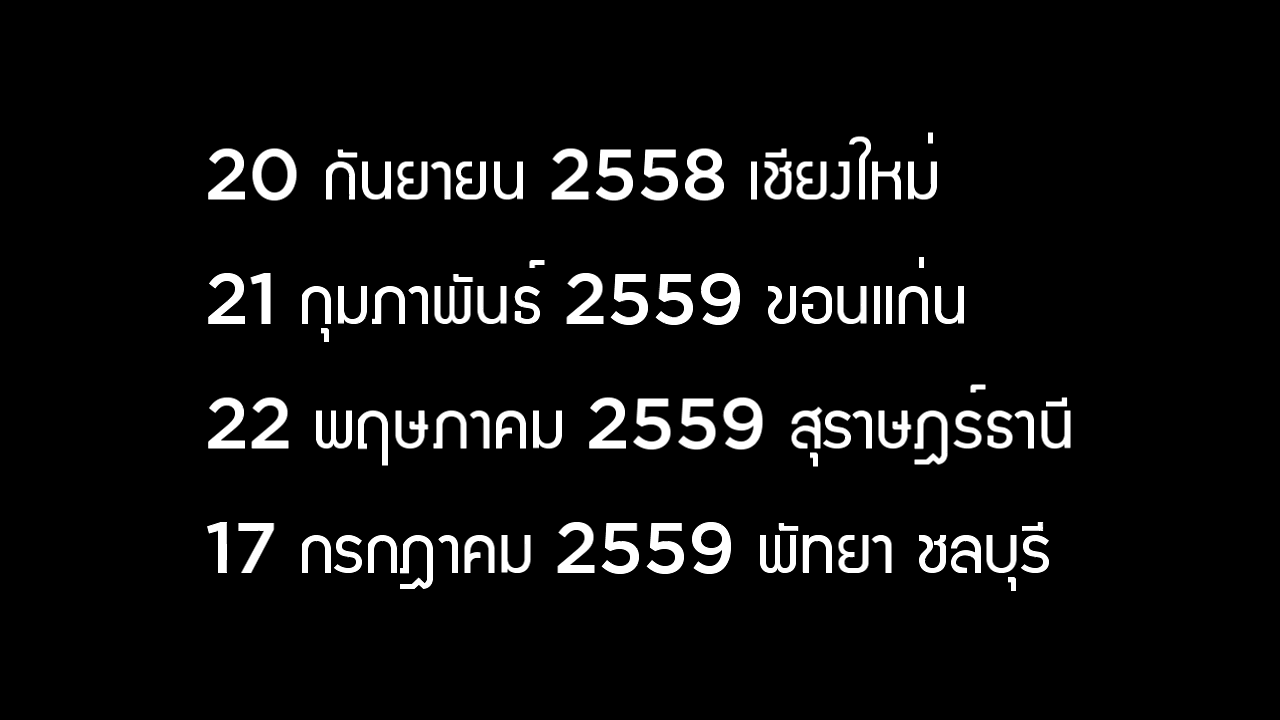 20 กันยายน 2558 เชียงใหม่
21 กุมภาพันธ์ 2559 ขอนแก่น
22 พฤษภาคม 2559 สุราษฎร์ธานี
17 กรกฎาคม 2559 พัทยา ชลบุรี